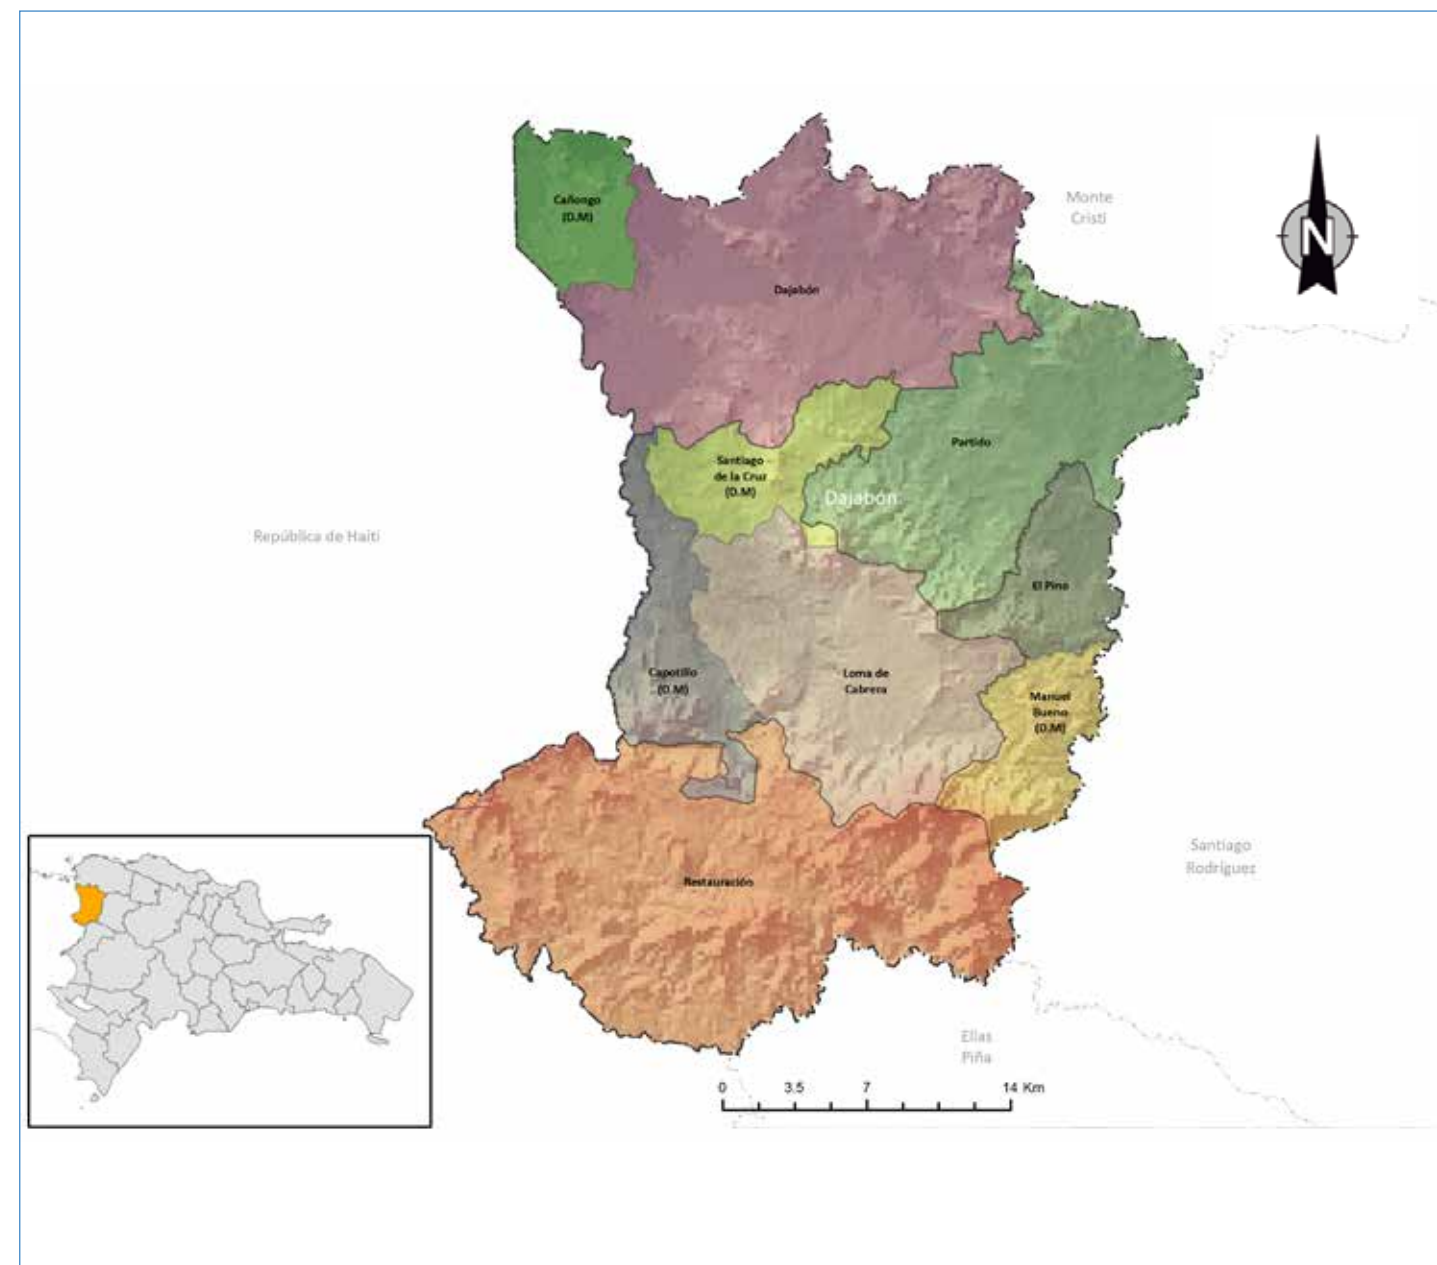 Cañongo
(D.M)
Monte
Cristi
N
Dajabón
Partido
Santiago
de la Cruz
(D.M)
Dajabón
República de Haití
El Pino
Capotillo
(D.M)
Loma de
Cabrera
Manuel
Bueno
(D.M)
Santiago
Rodríguez
Restauración
Elías
Piña
0 3.5 7 14 Km